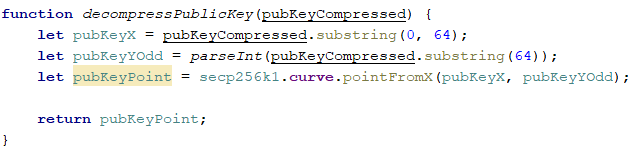 function decompressPublicKey(pubKeyCompressed) {
    let pubKeyX = pubKeyCompressed.substring(0, 64);
    let pubKeyYOdd = parseInt(pubKeyCompressed.substring(64));
    let pubKeyPoint = secp256k1.curve.pointFromX(pubKeyX, pubKeyYOdd);

    return pubKeyPoint;
}